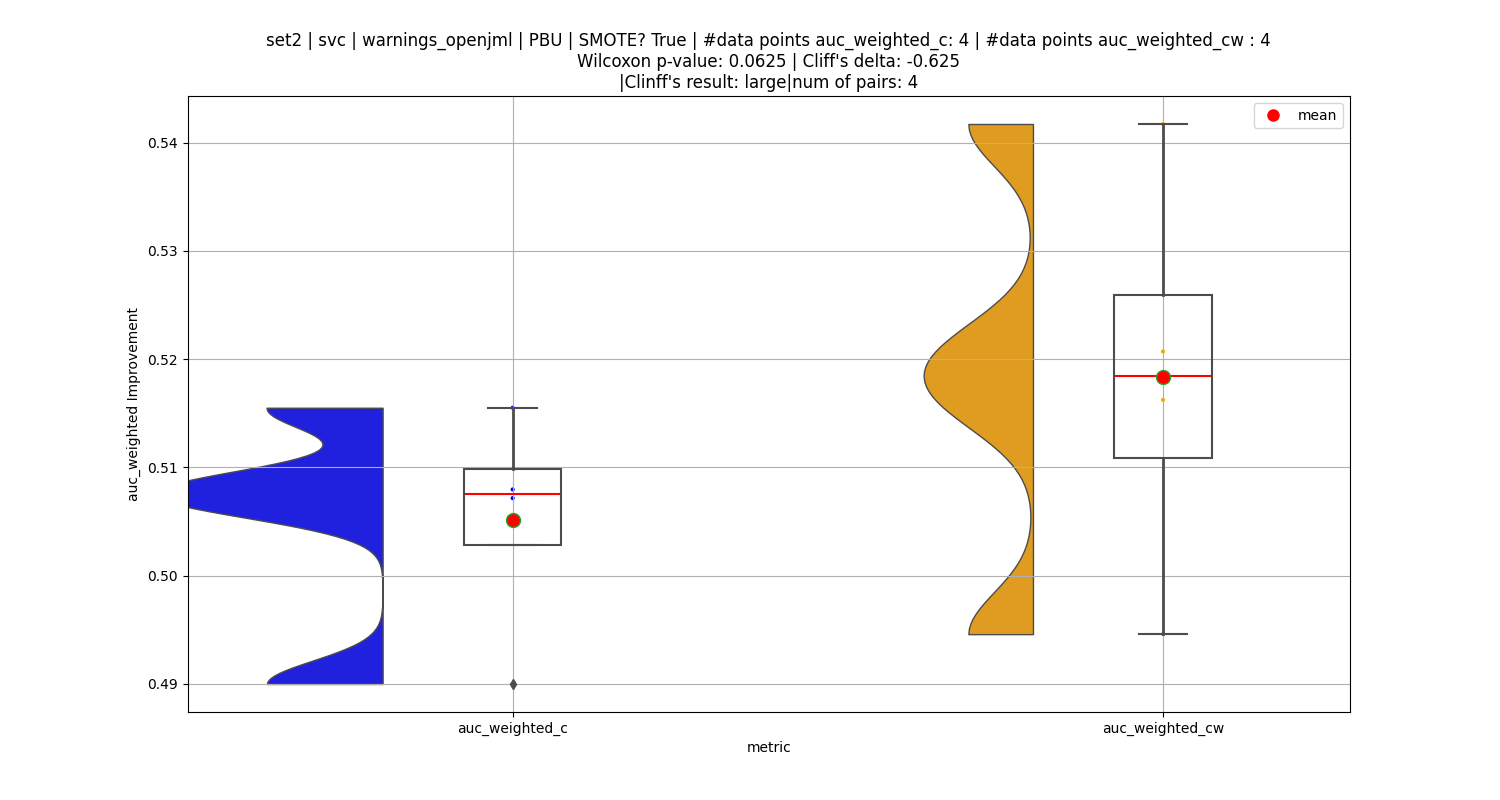 set2 | svc | warnings_openjml | PBU | SMOTE? True | #data points auc_weighted_c: 4 | #data points auc_weighted_cw : 4
Wilcoxon p-value: 0.0625 | Cliff's delta: -0.625
|Clinff's result: large|num of pairs: 4
mean
0.54
0.53
0.52
0.51
0.50
0.49
auc_weighted Improvement
auc_weighted_c
auc_weighted_cw
metric